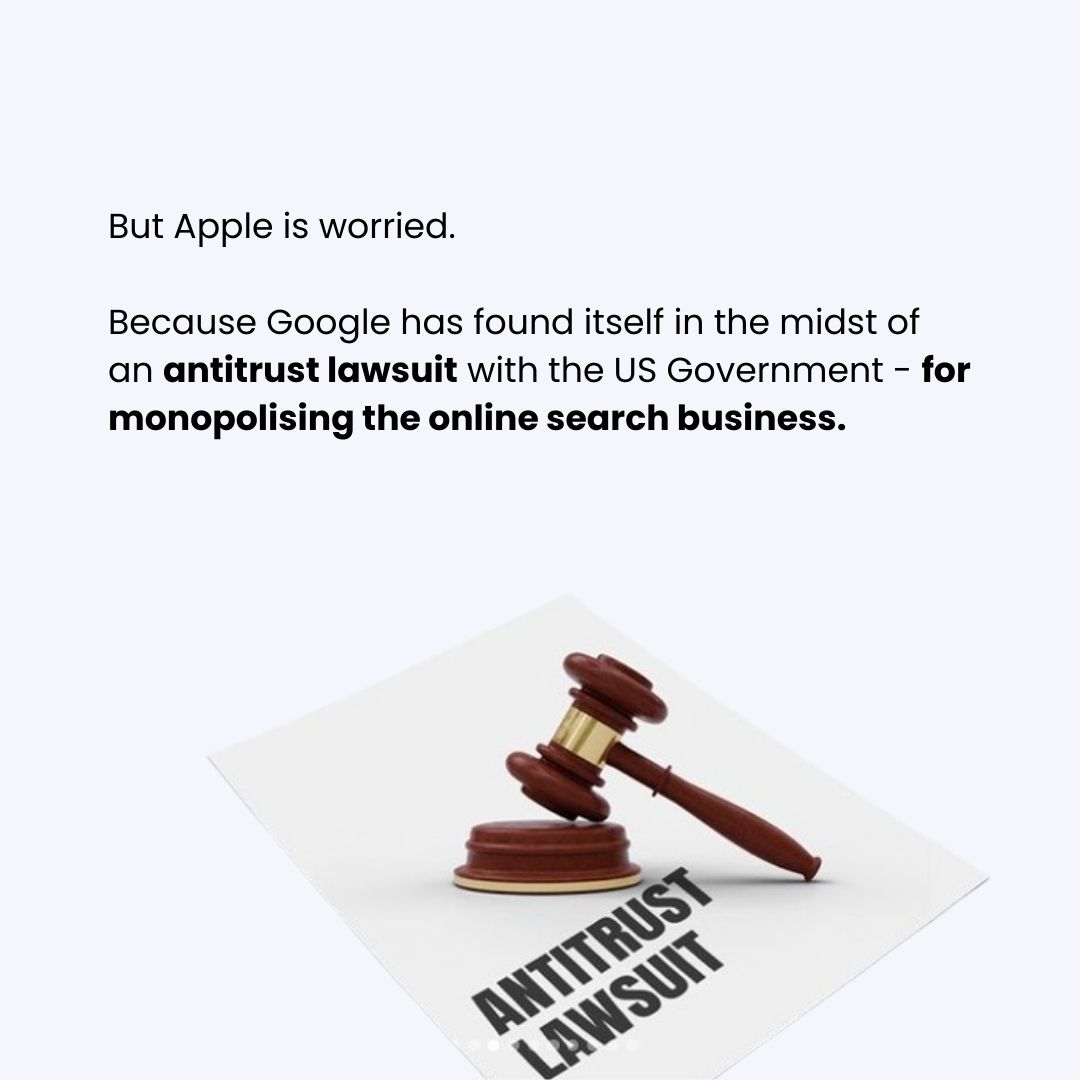 But Apple is worried.
Because Google has found itself in the midst of
an antitrust lawsuit with the US Government - for
monopolising the online search business.
ANTITRUST
LAWSUIT